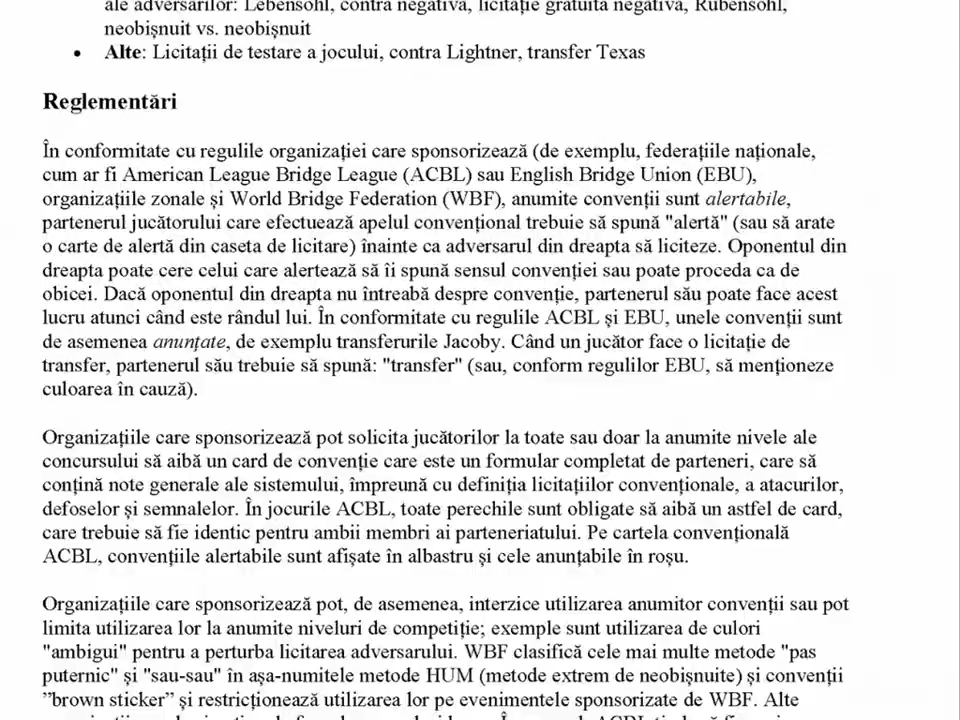 ale adversarilor: Lebensohl, contra negativă, licitație gratuită negativă, Rubensohl,
neobișnuit vs. neobișnuit
• Alte: Licitații de testare a jocului, contra Lightner, transfer Texas
Reglementări
În conformitate cu regulile organizației care sponsorizează (de exemplu, federațiile naționale,
cum ar fi American League Bridge League (ACBL) sau English Bridge Union (EBU),
organizațiile zonale și World Bridge Federation (WBF), anumite convenții sunt alertabile,
partenerul jucătorului care efectuează apelul convențional trebuie să spună "alertă" (sau să arate
o carte de alertă din caseta de licitare) înainte ca adversarul din dreapta să liciteze. Oponentul din
dreapta poate cere celui care alertează să îi spună sensul convenției sau poate proceda ca de
obicei. Dacă oponentul din dreapta nu întreabă despre convenție, partenerul său poate face acest
lucru atunci când este rândul lui. În conformitate cu regulile ACBL și EBU, unele convenții sunt
de asemenea anunțate, de exemplu transferurile Jacoby. Când un jucător face o licitație de
transfer, partenerul său trebuie să spună: "transfer" (sau, conform regulilor EBU, să menționeze
culoarea în cauză).
Organizațiile care sponsorizează pot solicita jucătorilor la toate sau doar la anumite nivele ale
concursului să aibă un card de convenție care este un formular completat de parteneri, care să
conțină note generale ale sistemului, împreună cu definiția licitațiilor convenționale, a atacurilor,
defoselor și semnalelor. În jocurile ACBL, toate perechile sunt obligate să aibă un astfel de card,
care trebuie să fie identic pentru ambii membri ai parteneriatului. Pe cartela convențională
ACBL, convențiile alertabile sunt afișate în albastru și cele anunțabile în roșu.
Organizațiile care sponsorizează pot, de asemenea, interzice utilizarea anumitor convenții sau pot
limita utilizarea lor la anumite niveluri de competiție; exemple sunt utilizarea de culori
"ambigui" pentru a perturba licitarea adversarului. WBF clasifică cele mai multe metode "pas
puternic" și "sau-sau" în așa-numitele metode HUM (metode extrem de neobișnuite) și convenții
”brown sticker” și restricționează utilizarea lor pe evenimentele sponsorizate de WBF. Alte